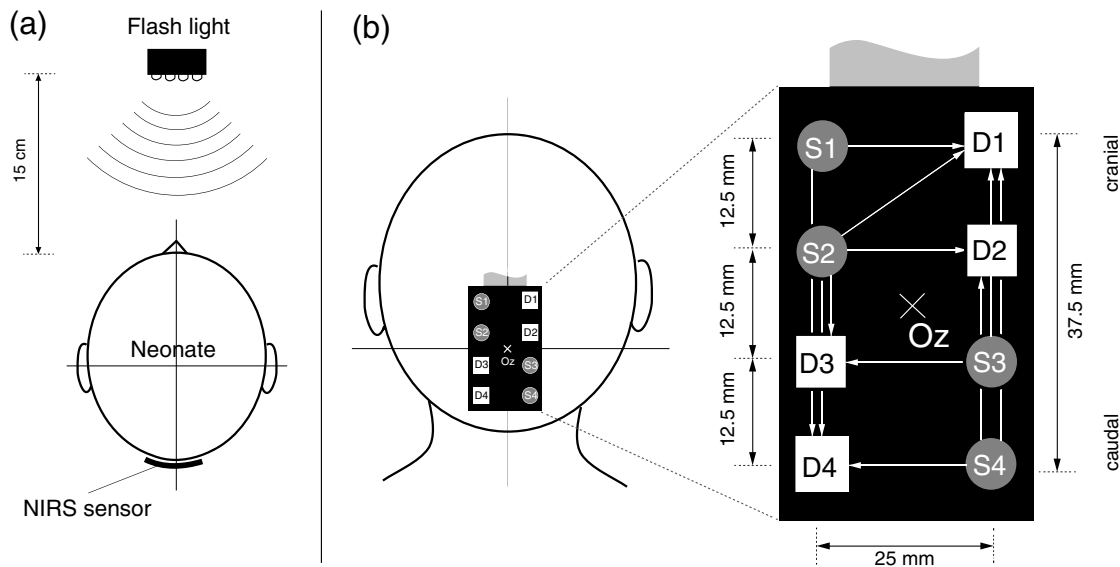 (a)
Flash light
15 cm
Neonate
NIRS sensor
(b)
S1
D1
S2
D2
Oz
D3
S3
D4
S4
12.5 mm
12.5 mm
12.5 mm
S1
D1
S2
D2
Oz
D3
S3
D4
S4
37.5 mm
cranial
caudal
25 mm